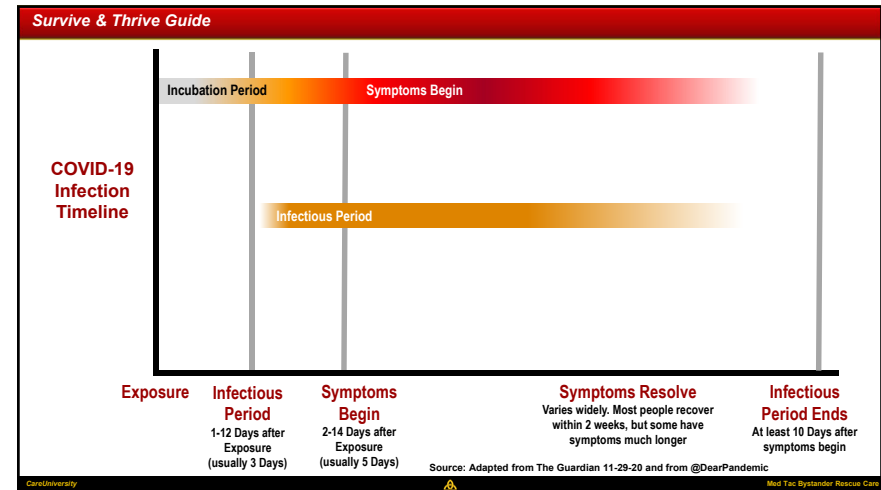 Survive & Thrive Guide
Incubation Period
Symptoms Begin
COVID-19
Infection
Timeline
Infectious Period
Exposure
Infectious
Period
1-12 Days after
Exposure
(usually 3 Days)
Symptoms
Begin
2-14 Days after
Exposure
(usually 5 Days)
Symptoms Resolve
Varies widely. Most people recover
within 2 weeks, but some have
symptoms much longer
Infectious
Period Ends
At least 10 Days after
symptoms begin
Source: Adapted from The Guardian 11-29-20 and from @DearPandemic
CareUniversity
Med Tac Bystander Rescue Care